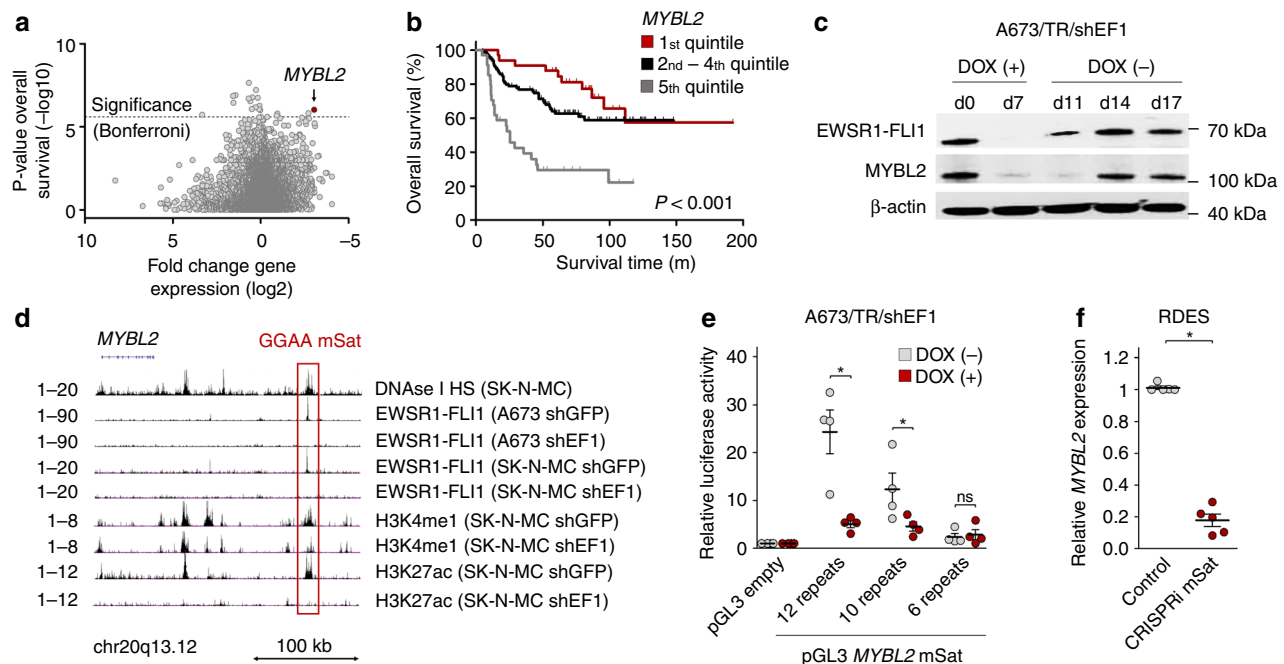 a
P-value overall
survival (–log10)
10
5
0
MYBL2
Significance
(Bonferroni)
10
5
0
–5
Fold change gene
expression (log2)
b
MYBL2
1st quintile
2nd – 4th quintile
5th quintile
Overall survival (%)
100
80
60
40
20
0
P < 0.001
0
50
100
150
200
Survival time (m)
c
A673/TR/shEF1
DOX (+)
DOX (–)
d0
d7
d11
d14
d17
EWSR1-FLI1
70 kDa
MYBL2
100 kDa
β-actin
40 kDa
d
MYBL2
GGAA mSat
1–20
DNAse I HS (SK-N-MC)
1–90
EWSR1-FLI1 (A673 shGFP)
1–90
EWSR1-FLI1 (A673 shEF1)
1–20
EWSR1-FLI1 (SK-N-MC shGFP)
1–20
EWSR1-FLI1 (SK-N-MC shEF1)
1–8
H3K4me1 (SK-N-MC shGFP)
1–8
H3K4me1 (SK-N-MC shEF1)
1–12
H3K27ac (SK-N-MC shGFP)
1–12
H3K27ac (SK-N-MC shEF1)
chr20q13.12
100 kb
e
A673/TR/shEF1
DOX (–)
DOX (+)
Relative luciferase activity
40
30
20
10
0
*
*
ns
pGL3 empty
12 repeats
10 repeats
6 repeats
pGL3 MYBL2 mSat
f
RDES
*
Relative MYBL2 expression
1.2
1
0.8
0.6
0.4
0.2
0.0
Control
CRISPRi mSat